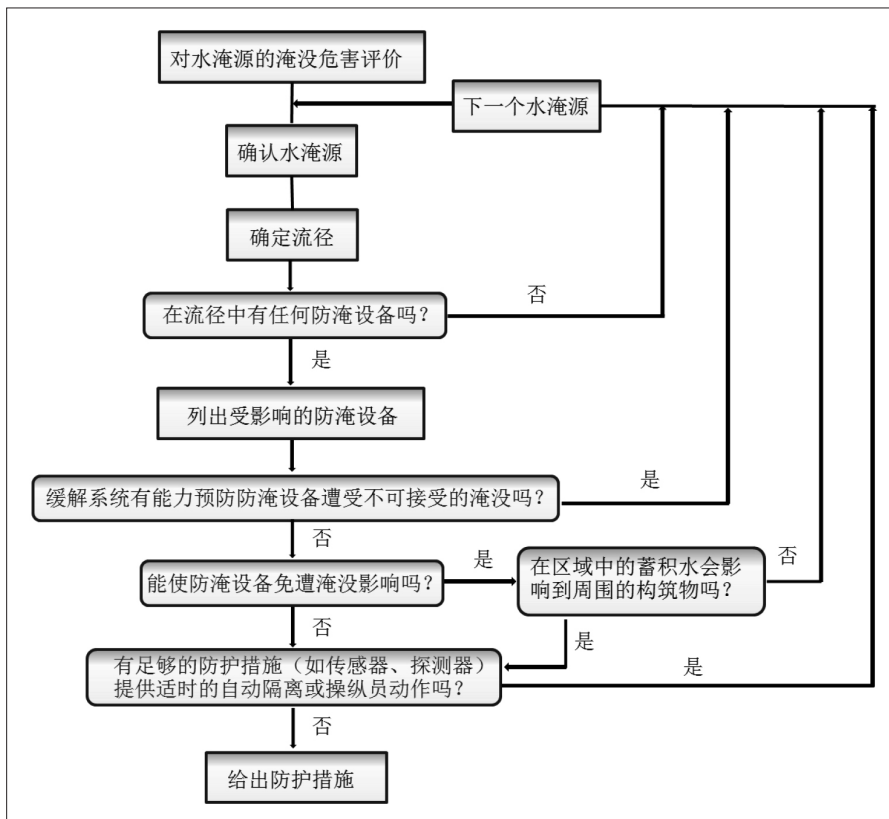 对水淹源的淹没危害评价
下一个水淹源
确认水淹源
确定流径
在流径中有任何防淹设备吗？
否
是
列出受影响的防淹设备
缓解系统有能力预防防淹设备遭受不可接受的淹没吗？
是
否
能使防淹设备免遭淹没影响吗？
是
在区域中的蓄积水会影
响到周围的构筑物吗？
否
否
是
有足够的防护措施（如传感器、探测器）
提供适时的自动隔离或操纵员动作吗？
是
否
给出防护措施